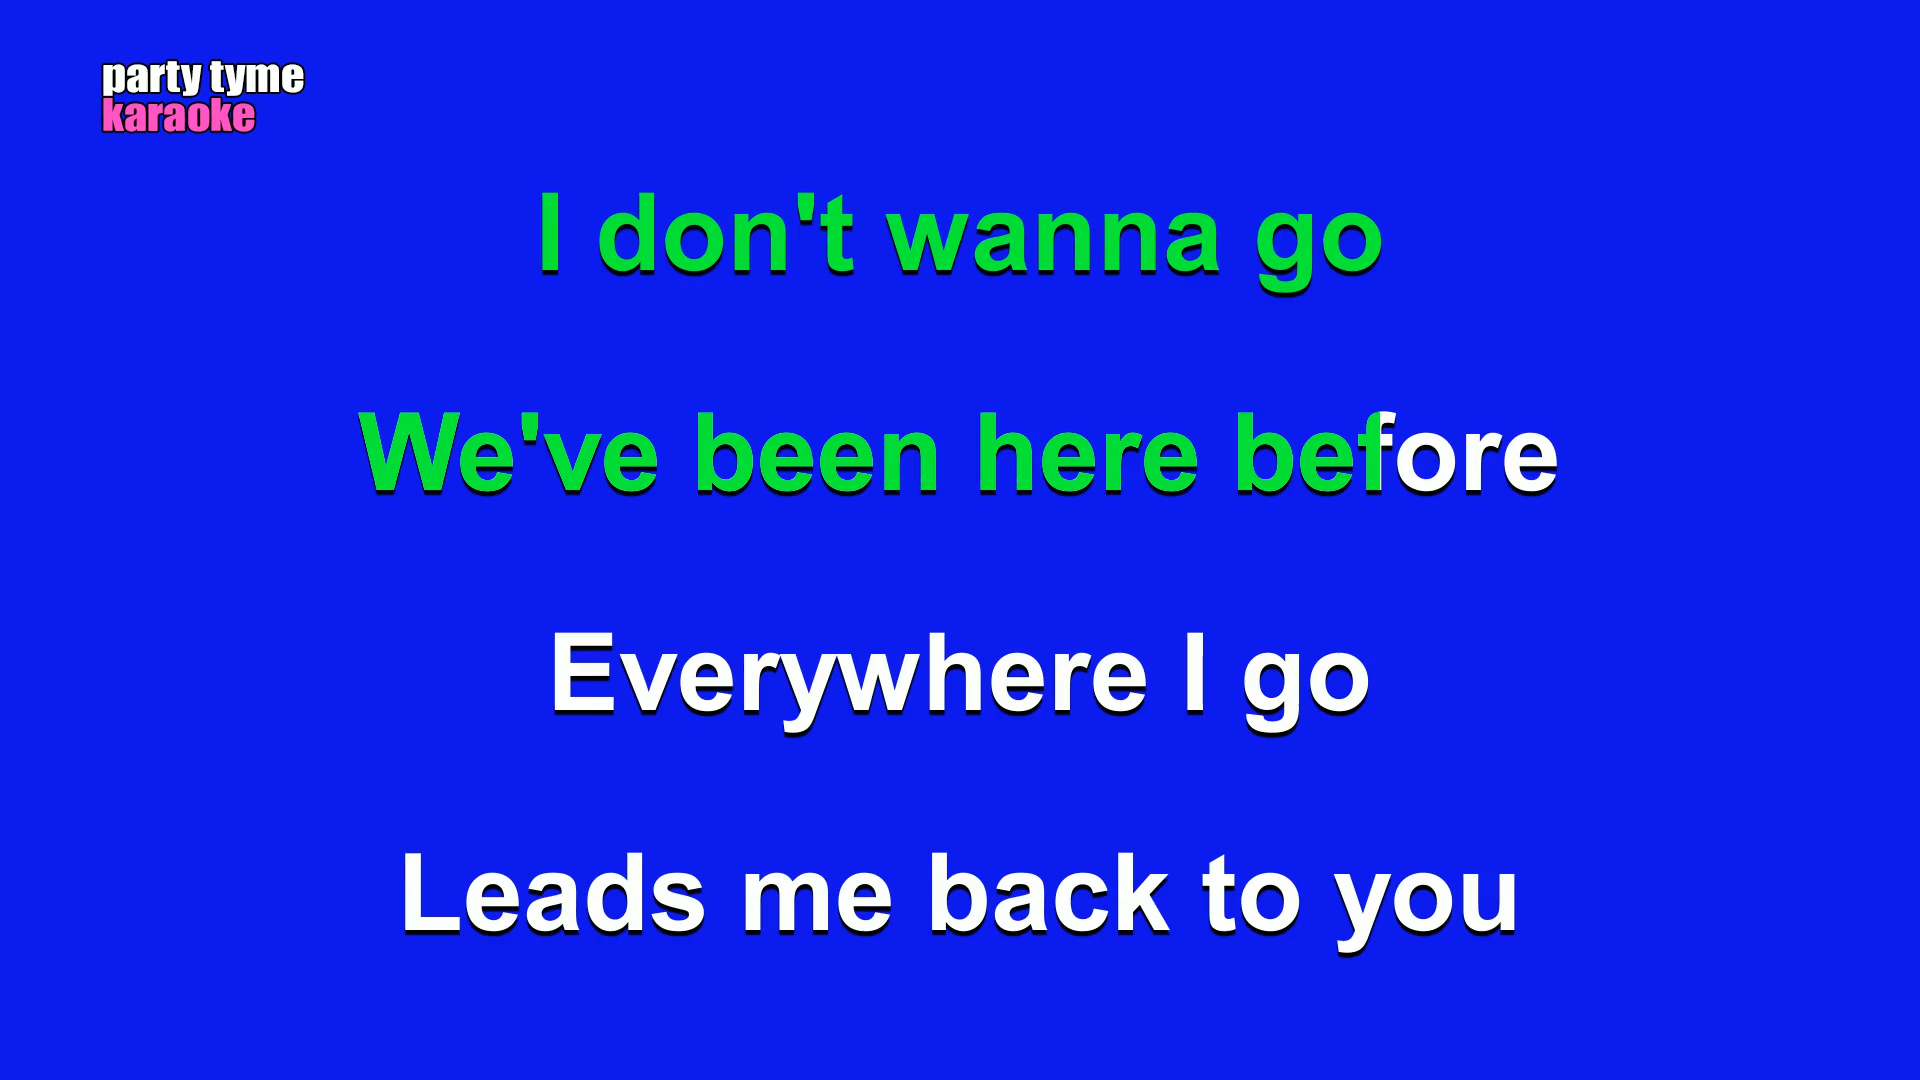 party tyme
karaoke
I don't wanna go
We've been here before
Everywhere I go
Leads me back to you